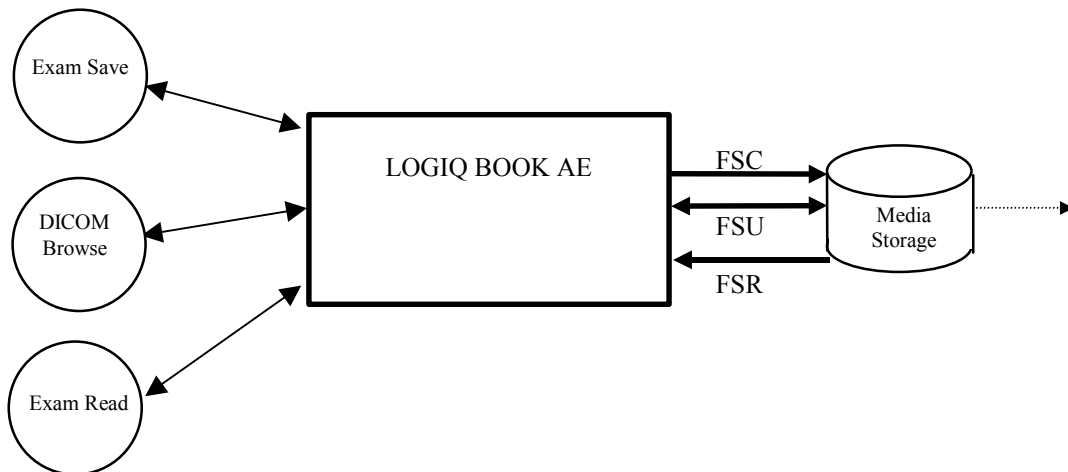 Exam Save
DICOM
Browse
Exam Read
LOGIQ BOOK AE
FSC
FSU
FSR
Media
Storage